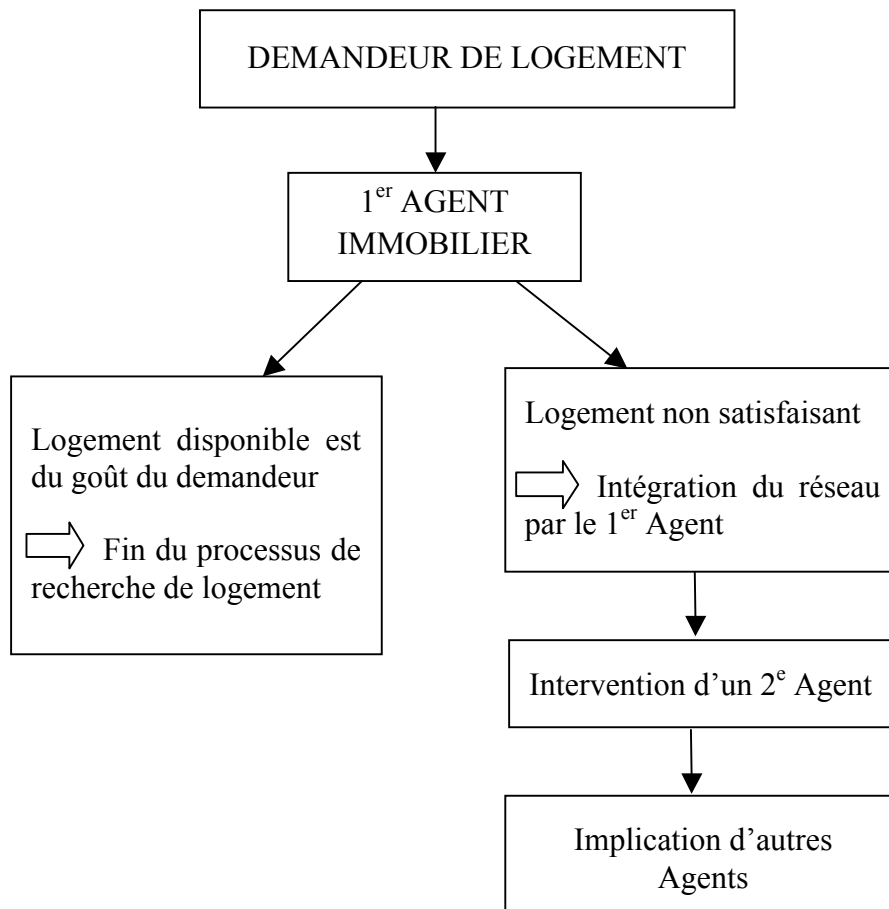 DEMANDEUR DE LOGEMENT
1er AGENT
IMMOBILIER
Logement disponible est
du goût du demandeur
Fin du processus de
recherche de logement
Logement non satisfaisant
Intégration du réseau
par le 1er Agent
Intervention d’un 2e Agent
Implication d’autres
Agents